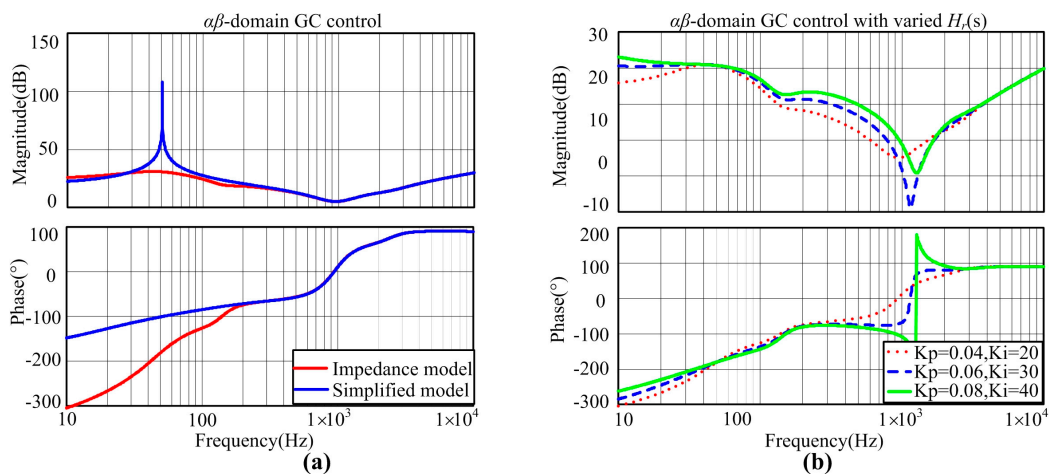 αβ-domain GC control
150
100
50
0
Magnitude(dB)
100
0
-100
-200
-300
Phase(°)
Impedance model
Simplified model
10
100
1×10³
1×10⁴
Frequency(Hz)
(a)
αβ-domain GC control with varied Hr(s)
30
20
10
0
-10
Magnitude(dB)
200
100
0
-100
-200
-300
Phase(°)
Kp=0.04,Ki=20
Kp=0.06,Ki=30
Kp=0.08,Ki=40
10
100
1×10³
1×10⁴
Frequency(Hz)
(b)